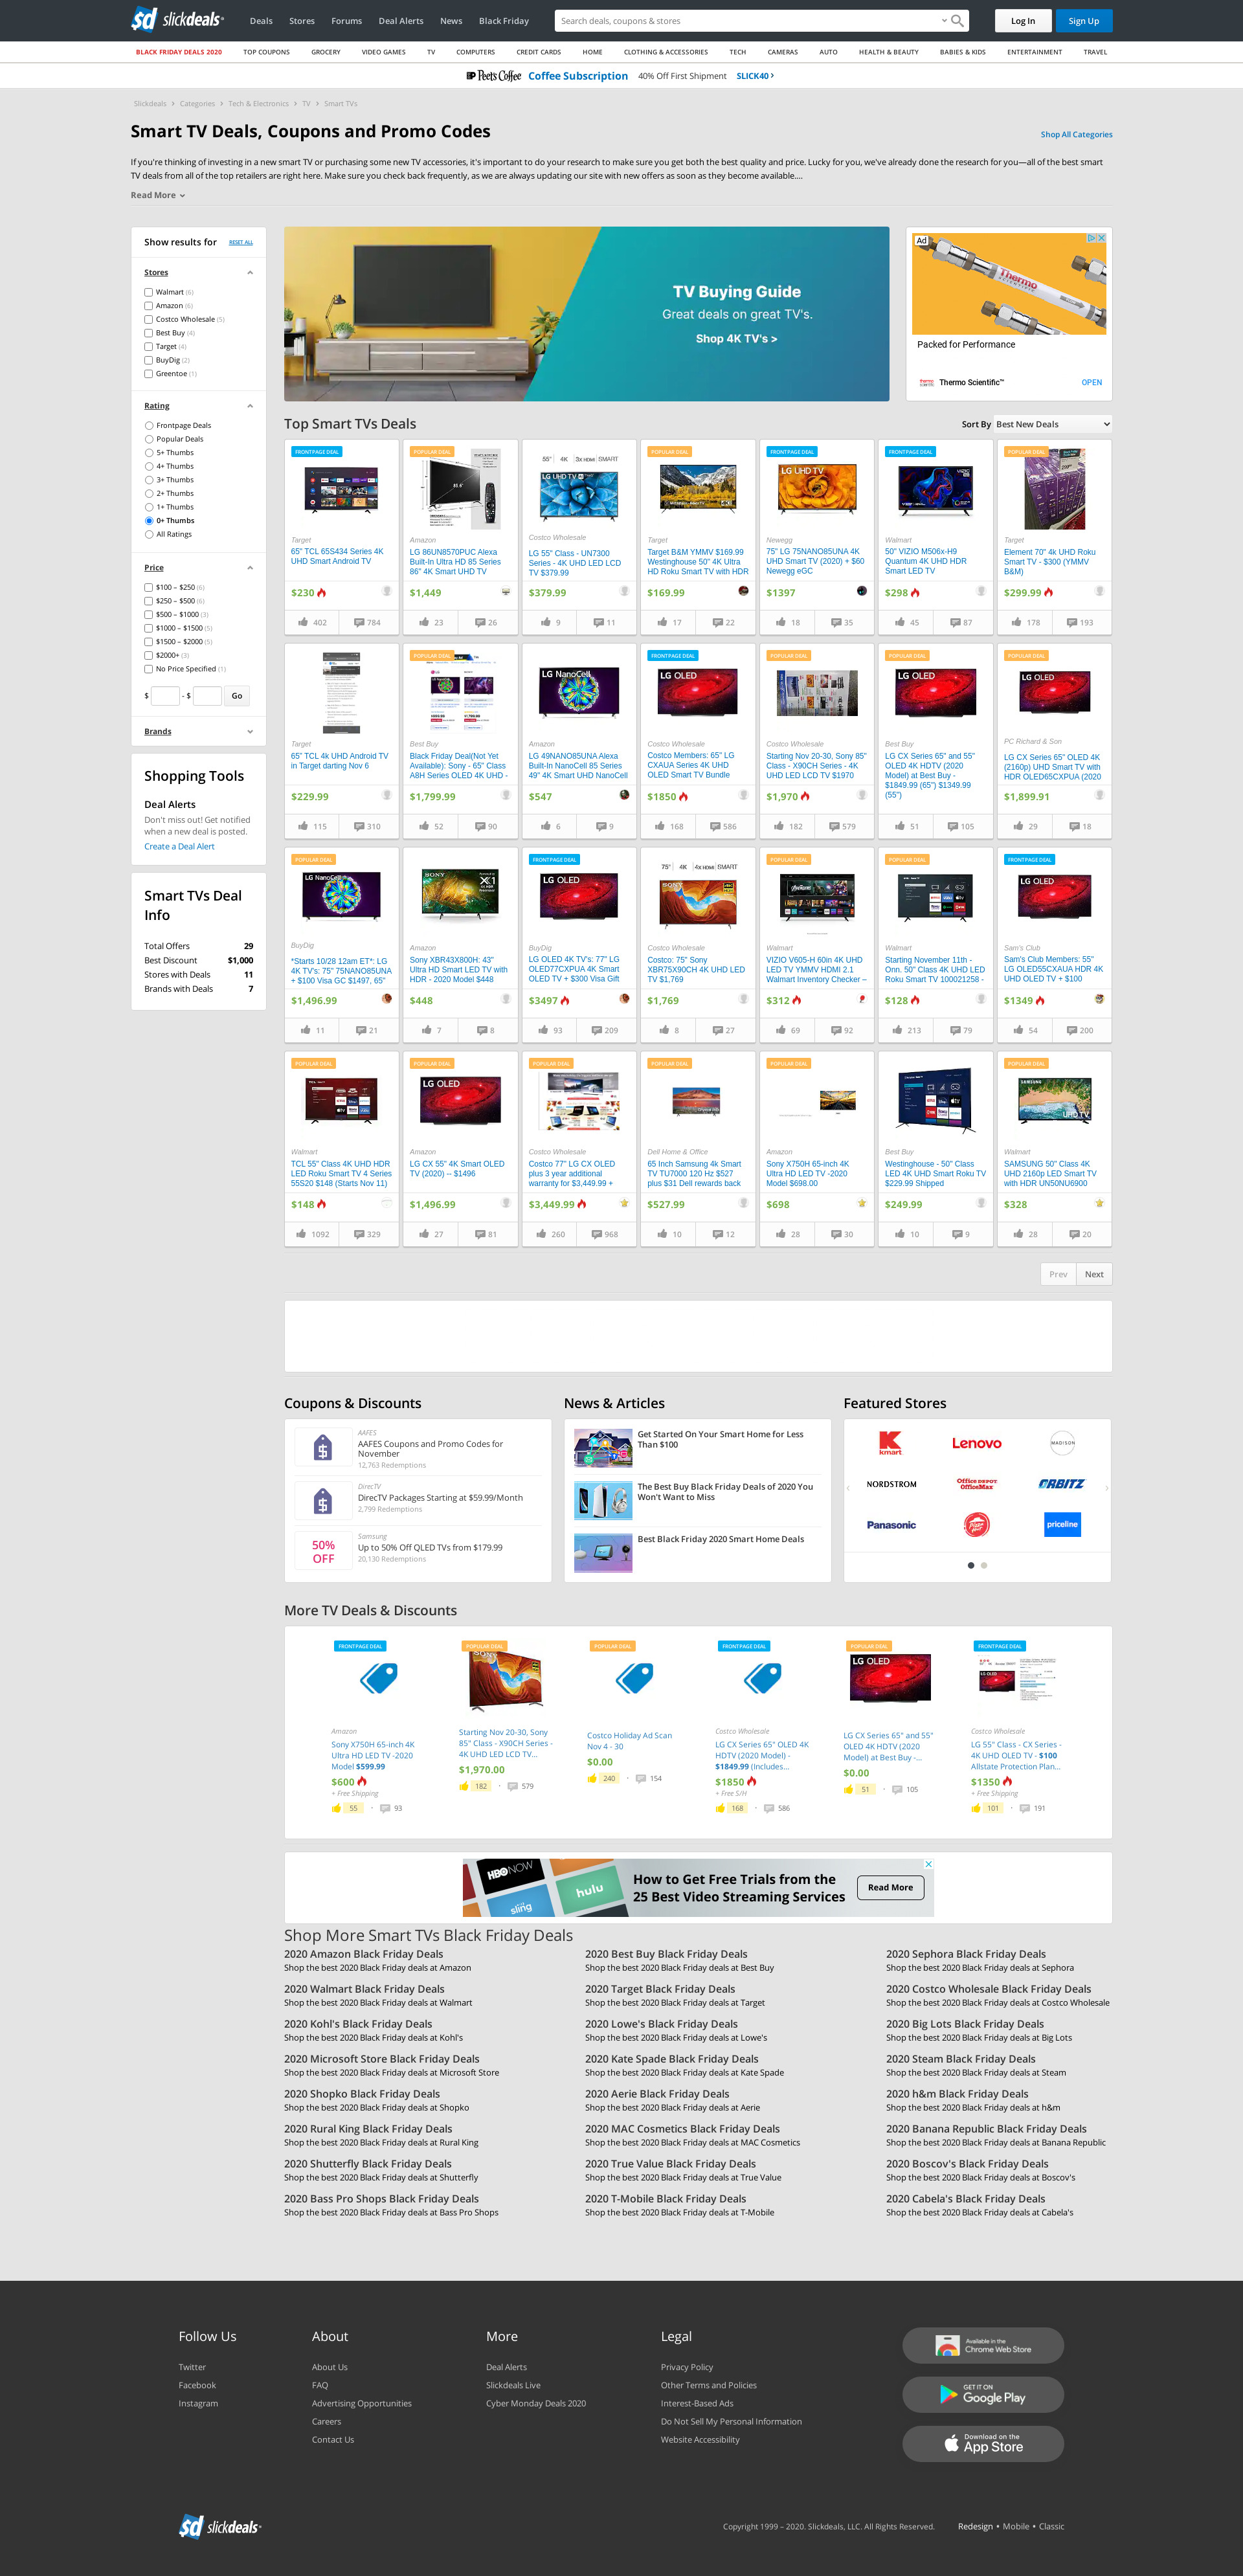 slickdeals
Deals
Stores
Forums
Deal Alerts
News
Black Friday
Search deals, coupons & stores
Log In
Sign Up
BLACK FRIDAY DEALS 2020
TOP COUPONS
GROCERY
VIDEO GAMES
TV
COMPUTERS
CREDIT CARDS
HOME
CLOTHING & ACCESSORIES
TECH
CAMERAS
AUTO
HEALTH & BEAUTY
BABIES & KIDS
ENTERTAINMENT
TRAVEL
Peet's Coffee Coffee Subscription 40% Off First Shipment SLICK40 ›
Slickdeals › Categories › Tech & Electronics › TV › Smart TVs
Smart TV Deals, Coupons and Promo Codes
Shop All Categories
If you're thinking of investing in a new smart TV or purchasing some new TV accessories, it's important to do your research to make sure you get both the best quality and price. Lucky for you, we've already done the research for you—all of the best smart
TV deals from all of the top retailers are right here. Make sure you check back frequently, as we are always updating our site with new offers as soon as they become available....
Read More
Show results for RESET ALL
Stores
Walmart (6)
Amazon (6)
Costco Wholesale (5)
Best Buy (4)
Target (4)
BuyDig (2)
Greentoe (1)
Rating
Frontpage Deals
Popular Deals
5+ Thumbs
4+ Thumbs
3+ Thumbs
2+ Thumbs
1+ Thumbs
0+ Thumbs
All Ratings
Price
$100 – $250 (6)
$250 – $500 (6)
$500 – $1000 (3)
$1000 – $1500 (5)
$1500 – $2000 (5)
$2000+ (3)
No Price Specified (1)
$ - $ Go
Brands
Shopping Tools
Deal Alerts
Don't miss out! Get notified
when a new deal is posted.
Create a Deal Alert
Smart TVs Deal
Info
Total Offers 29
Best Discount $1,000
Stores with Deals 11
Brands with Deals 7
TV Buying Guide
Great deals on great TV's.
Shop 4K TV's >
Ad
Thermo
Packed for Performance
Thermo Scientific™
OPEN
Top Smart TVs Deals
Sort By Best New Deals
FRONTPAGE DEAL
Target
65" TCL 65S434 Series 4K
UHD Smart Android TV
$230
402 784
POPULAR DEAL
Amazon
LG 86UN8570PUC Alexa
Built-In Ultra HD 85 Series
86" 4K Smart UHD TV
$1,449
23 26
55" 4K 3x HDMI SMART
LG UHD TV
Costco Wholesale
LG 55" Class - UN7300
Series - 4K UHD LED LCD
TV $379.99
$379.99
9 11
POPULAR DEAL
Target
Target B&M YMMV $169.99
Westinghouse 50" 4K Ultra
HD Roku Smart TV with HDR
$169.99
17 22
FRONTPAGE DEAL
LG UHD TV
Newegg
75" LG 75NANO85UNA 4K
UHD Smart TV (2020) + $60
Newegg eGC
$1397
18 35
FRONTPAGE DEAL
Walmart
50" VIZIO M506x-H9
Quantum 4K UHD HDR
Smart LED TV
$298
45 87
POPULAR DEAL
Target
Element 70" 4k UHD Roku
Smart TV - $300 (YMMV
B&M)
$299.99
178 193
Target
65" TCL 4k UHD Android TV
in Target darting Nov 6
$229.99
115 310
POPULAR DEAL
Best Buy
Black Friday Deal(Not Yet
Available): Sony - 65" Class
A8H Series OLED 4K UHD -
$1,799.99
52 90
LG NanoCell
Amazon
LG 49NANO85UNA Alexa
Built-In NanoCell 85 Series
49" 4K Smart UHD NanoCell
$547
6 9
FRONTPAGE DEAL
LG OLED
Costco Wholesale
Costco Members: 65" LG
CXAUA Series 4K UHD
OLED Smart TV Bundle
$1850
168 586
POPULAR DEAL
Costco Wholesale
Starting Nov 20-30, Sony 85"
Class - X90CH Series - 4K
UHD LED LCD TV $1970
$1,970
182 579
POPULAR DEAL
LG OLED
Best Buy
LG CX Series 65" and 55"
OLED 4K HDTV (2020
Model) at Best Buy -
$1849.99 (65") $1349.99
(55")
51 105
POPULAR DEAL
LG OLED
PC Richard & Son
LG CX Series 65" OLED 4K
(2160p) UHD Smart TV with
HDR OLED65CXPUA (2020
$1,899.91
29 18
POPULAR DEAL
LG NanoCell
BuyDig
*Starts 10/28 12am ET*: LG
4K TV's: 75" 75NANO85UNA
+ $100 Visa GC $1497, 65"
$1,496.99
11 21
SONY X1
Amazon
Sony XBR43X800H: 43"
Ultra HD Smart LED TV with
HDR - 2020 Model $448
$448
7 8
FRONTPAGE DEAL
LG OLED
BuyDig
LG OLED 4K TV's: 77" LG
OLED77CXPUA 4K Smart
OLED TV + $300 Visa Gift
$3497
93 209
75" 4K 4x HDMI SMART
SONY
Costco Wholesale
Costco: 75" Sony
XBR75X90CH 4K UHD LED
TV $1,769
$1,769
8 27
POPULAR DEAL
Walmart
VIZIO V605-H 60in 4K UHD
LED TV YMMV HDMI 2.1
Walmart Inventory Checker –
$312
69 92
POPULAR DEAL
Walmart
Starting November 11th -
Onn. 50" Class 4K UHD LED
Roku Smart TV 100021258 -
$128
213 79
FRONTPAGE DEAL
LG OLED
Sam's Club
Sam's Club Members: 55"
LG OLED55CXAUA HDR 4K
UHD OLED TV + $100
$1349
54 200
POPULAR DEAL
Walmart
TCL 55" Class 4K UHD HDR
LED Roku Smart TV 4 Series
55S20 $148 (Starts Nov 11)
$148
1092 329
POPULAR DEAL
LG OLED
Amazon
LG CX 55" 4K Smart OLED
TV (2020) -- $1496
$1,496.99
27 81
POPULAR DEAL
Costco Wholesale
Costco 77" LG CX OLED
plus 3 year additional
warranty for $3,449.99 +
$3,449.99
260 968
POPULAR DEAL
Dell Home & Office
65 Inch Samsung 4k Smart
TV TU7000 120 Hz $527
plus $31 Dell rewards back
$527.99
10 12
POPULAR DEAL
Amazon
Sony X750H 65-inch 4K
Ultra HD LED TV -2020
Model $698.00
$698
28 30
Best Buy
Westinghouse - 50" Class
LED 4K UHD Smart Roku TV
$229.99 Shipped
$249.99
10 9
POPULAR DEAL
SAMSUNG
UHD TV
Walmart
SAMSUNG 50" Class 4K
UHD 2160p LED Smart TV
with HDR UN50NU6900
$328
28 20
Prev Next
Coupons & Discounts
AAFES
AAFES Coupons and Promo Codes for
November
12,763 Redemptions
DirecTV
DirecTV Packages Starting at $59.99/Month
2,799 Redemptions
50%
OFF
Samsung
Up to 50% Off QLED TVs from $179.99
20,130 Redemptions
News & Articles
Get Started On Your Smart Home for Less
Than $100
The Best Buy Black Friday Deals of 2020 You
Won't Want to Miss
Best Black Friday 2020 Smart Home Deals
Featured Stores
kmart
Lenovo
MADISON
NORDSTROM
Office DEPOT
OfficeMax
ORBITZ
Panasonic
Pizza Hut
priceline
More TV Deals & Discounts
FRONTPAGE DEAL
Amazon
Sony X750H 65-inch 4K
Ultra HD LED TV -2020
Model $599.99
$600
+ Free Shipping
55 · 93
POPULAR DEAL
SONY
Starting Nov 20-30, Sony
85" Class - X90CH Series -
4K UHD LED LCD TV...
$1,970.00
182 · 579
POPULAR DEAL
Costco Holiday Ad Scan
Nov 4 - 30
$0.00
240 · 154
FRONTPAGE DEAL
Costco Wholesale
LG CX Series 65" OLED 4K
HDTV (2020 Model) -
$1849.99 (Includes...
$1850
+ Free S/H
168 · 586
POPULAR DEAL
LG OLED
LG CX Series 65" and 55"
OLED 4K HDTV (2020
Model) at Best Buy -...
$0.00
51 · 105
FRONTPAGE DEAL
Costco Wholesale
LG 55" Class - CX Series -
4K UHD OLED TV - $100
Allstate Protection Plan...
$1350
+ Free Shipping
101 · 191
HBO NOW
sling
hulu
How to Get Free Trials from the
25 Best Video Streaming Services
Read More
Shop More Smart TVs Black Friday Deals
2020 Amazon Black Friday Deals
Shop the best 2020 Black Friday deals at Amazon
2020 Best Buy Black Friday Deals
Shop the best 2020 Black Friday deals at Best Buy
2020 Sephora Black Friday Deals
Shop the best 2020 Black Friday deals at Sephora
2020 Walmart Black Friday Deals
Shop the best 2020 Black Friday deals at Walmart
2020 Target Black Friday Deals
Shop the best 2020 Black Friday deals at Target
2020 Costco Wholesale Black Friday Deals
Shop the best 2020 Black Friday deals at Costco Wholesale
2020 Kohl's Black Friday Deals
Shop the best 2020 Black Friday deals at Kohl's
2020 Lowe's Black Friday Deals
Shop the best 2020 Black Friday deals at Lowe's
2020 Big Lots Black Friday Deals
Shop the best 2020 Black Friday deals at Big Lots
2020 Microsoft Store Black Friday Deals
Shop the best 2020 Black Friday deals at Microsoft Store
2020 Kate Spade Black Friday Deals
Shop the best 2020 Black Friday deals at Kate Spade
2020 Steam Black Friday Deals
Shop the best 2020 Black Friday deals at Steam
2020 Shopko Black Friday Deals
Shop the best 2020 Black Friday deals at Shopko
2020 Aerie Black Friday Deals
Shop the best 2020 Black Friday deals at Aerie
2020 h&m Black Friday Deals
Shop the best 2020 Black Friday deals at h&m
2020 Rural King Black Friday Deals
Shop the best 2020 Black Friday deals at Rural King
2020 MAC Cosmetics Black Friday Deals
Shop the best 2020 Black Friday deals at MAC Cosmetics
2020 Banana Republic Black Friday Deals
Shop the best 2020 Black Friday deals at Banana Republic
2020 Shutterfly Black Friday Deals
Shop the best 2020 Black Friday deals at Shutterfly
2020 True Value Black Friday Deals
Shop the best 2020 Black Friday deals at True Value
2020 Boscov's Black Friday Deals
Shop the best 2020 Black Friday deals at Boscov's
2020 Bass Pro Shops Black Friday Deals
Shop the best 2020 Black Friday deals at Bass Pro Shops
2020 T-Mobile Black Friday Deals
Shop the best 2020 Black Friday deals at T-Mobile
2020 Cabela's Black Friday Deals
Shop the best 2020 Black Friday deals at Cabela's
Follow Us
Twitter
Facebook
Instagram
About
About Us
FAQ
Advertising Opportunities
Careers
Contact Us
More
Deal Alerts
Slickdeals Live
Cyber Monday Deals 2020
Legal
Privacy Policy
Other Terms and Policies
Interest-Based Ads
Do Not Sell My Personal Information
Website Accessibility
Available in the
Chrome Web Store
GET IT ON
Google Play
Download on the
App Store
slickdeals
Copyright 1999 – 2020. Slickdeals, LLC. All Rights Reserved.
Redesign • Mobile • Classic